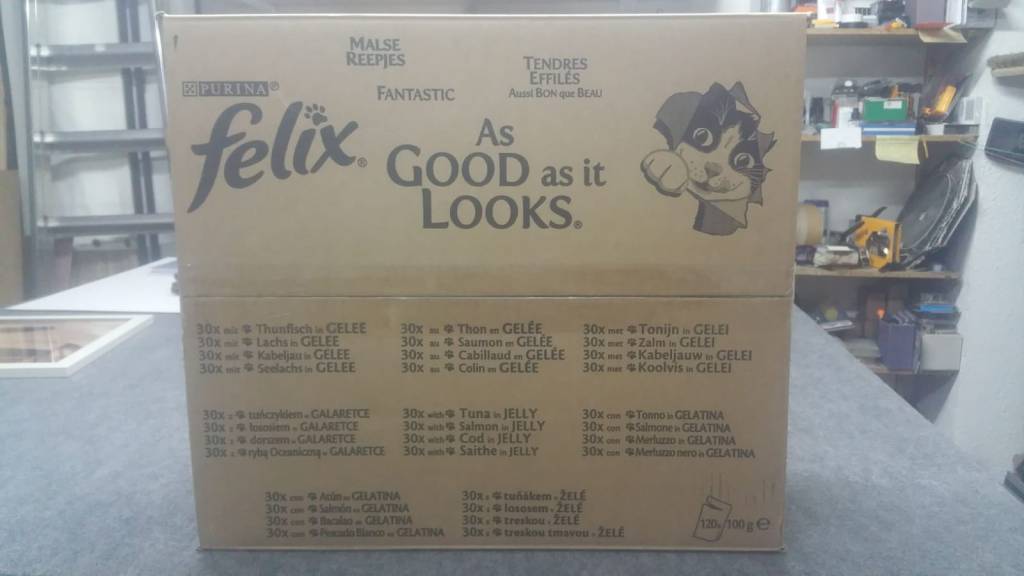 MALSE
REEPJES
TENDRES
EFFILÉS
Aussi BON que BEAU
PURINA®
FANTASTIC
felix®
AS
GOOD as it
LOOKS®
30x mit Thunfisch in GELEE
30x mit Lachs in GELEE
30x mit Kabeljau in GELEE
30x mit Seelachs in GELEE
30x au Thon en GELÉE
30x au Saumon en GELÉE
30x au Cabillaud en GELÉE
30x au Colin en GELÉE
30x met Tonijn in GELEI
30x met Zalm in GELEI
30x met Kabeljauw in GELEI
30x met Koolvis in GELEI
30x z tuńczykiem w GALARETCE
30x z łososiem w GALARETCE
30x z dorszem w GALARETCE
30x z rybą Oceaniczną w GALARETCE
30x with Tuna in JELLY
30x with Salmon in JELLY
30x with Cod in JELLY
30x with Saithe in JELLY
30x con Tonno in GELATINA
30x con Salmone in GELATINA
30x con Merluzzo in GELATINA
30x con Merluzzo nero in GELATINA
30x con Atún en GELATINA
30x con Salmón en GELATINA
30x con Bacalao en GELATINA
30x con Pescado Blanco en GELATINA
30x s tuňákem v ŽELÉ
30x s lososem v ŽELÉ
30x s treskou v ŽELÉ
30x s treskou tmavou v ŽELÉ
120x 100 g ℮